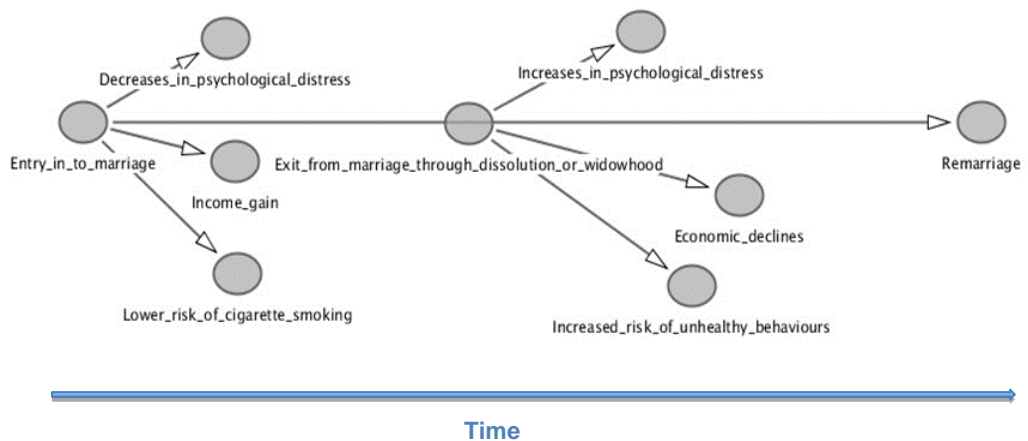 Decreases_in_psychological_distress
Increases_in_psychological_distress
Entry_in_to_marriage
Exit_from_marriage_through_dissolution_or_widowhood
Remarriage
Income_gain
Economic_declines
Lower_risk_of_cigarette_smoking
Increased_risk_of_unhealthy_behaviours
Time